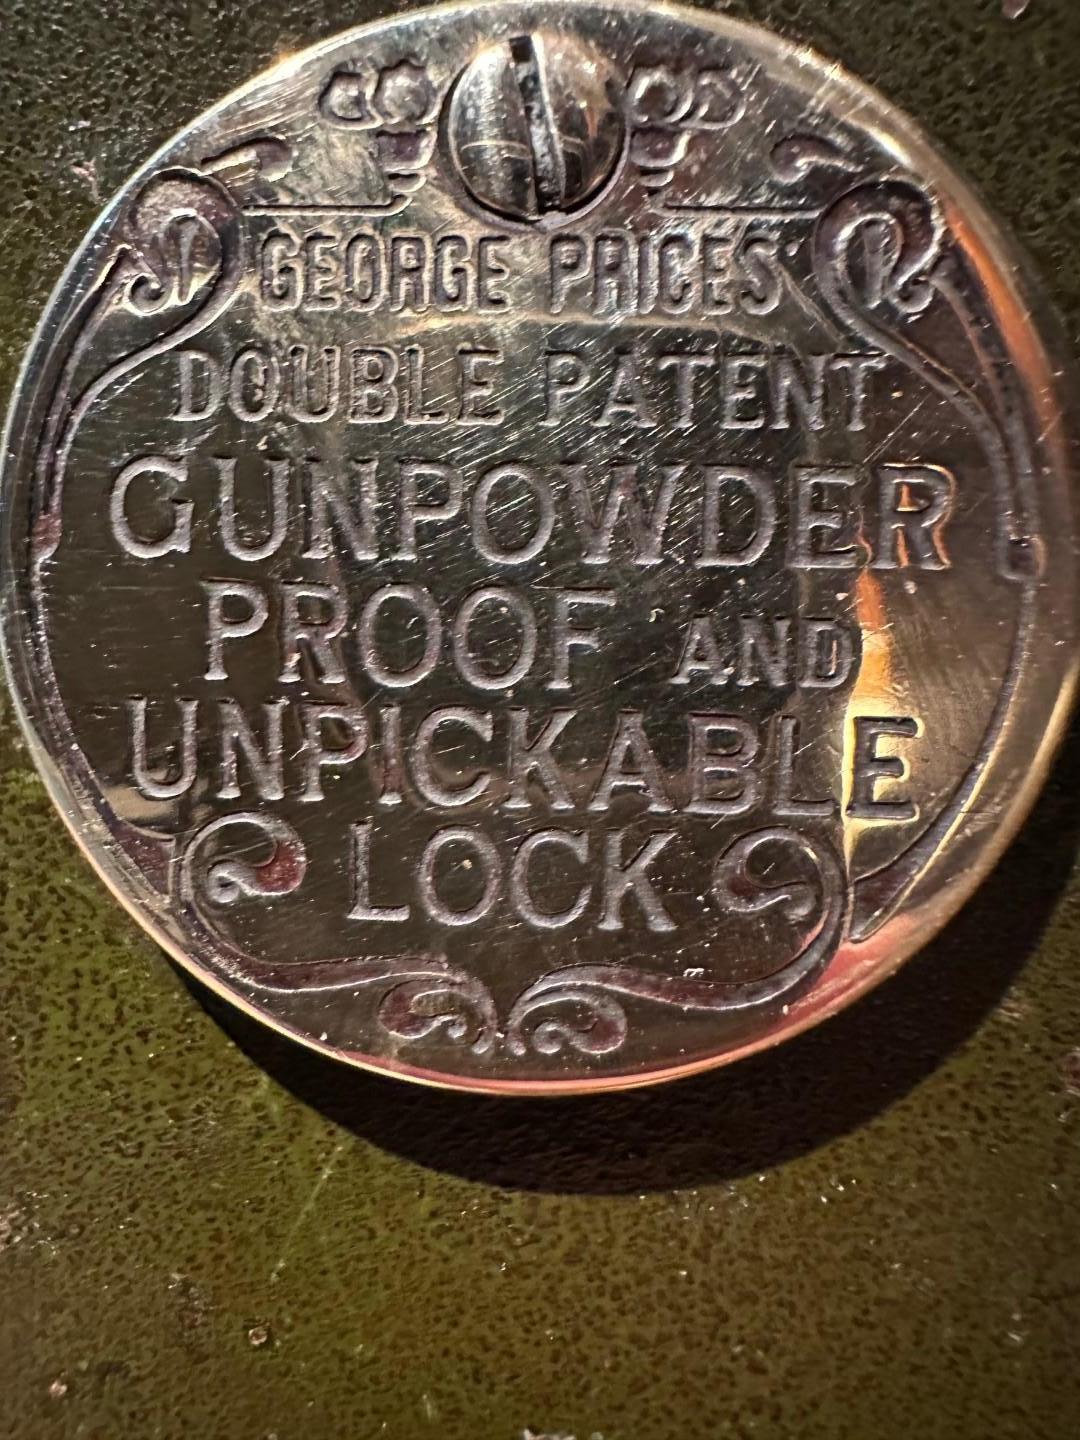 GEORGE PRICES'
DOUBLE PATENT
GUNPOWDER
PROOF AND
UNPICKABLE
LOCK